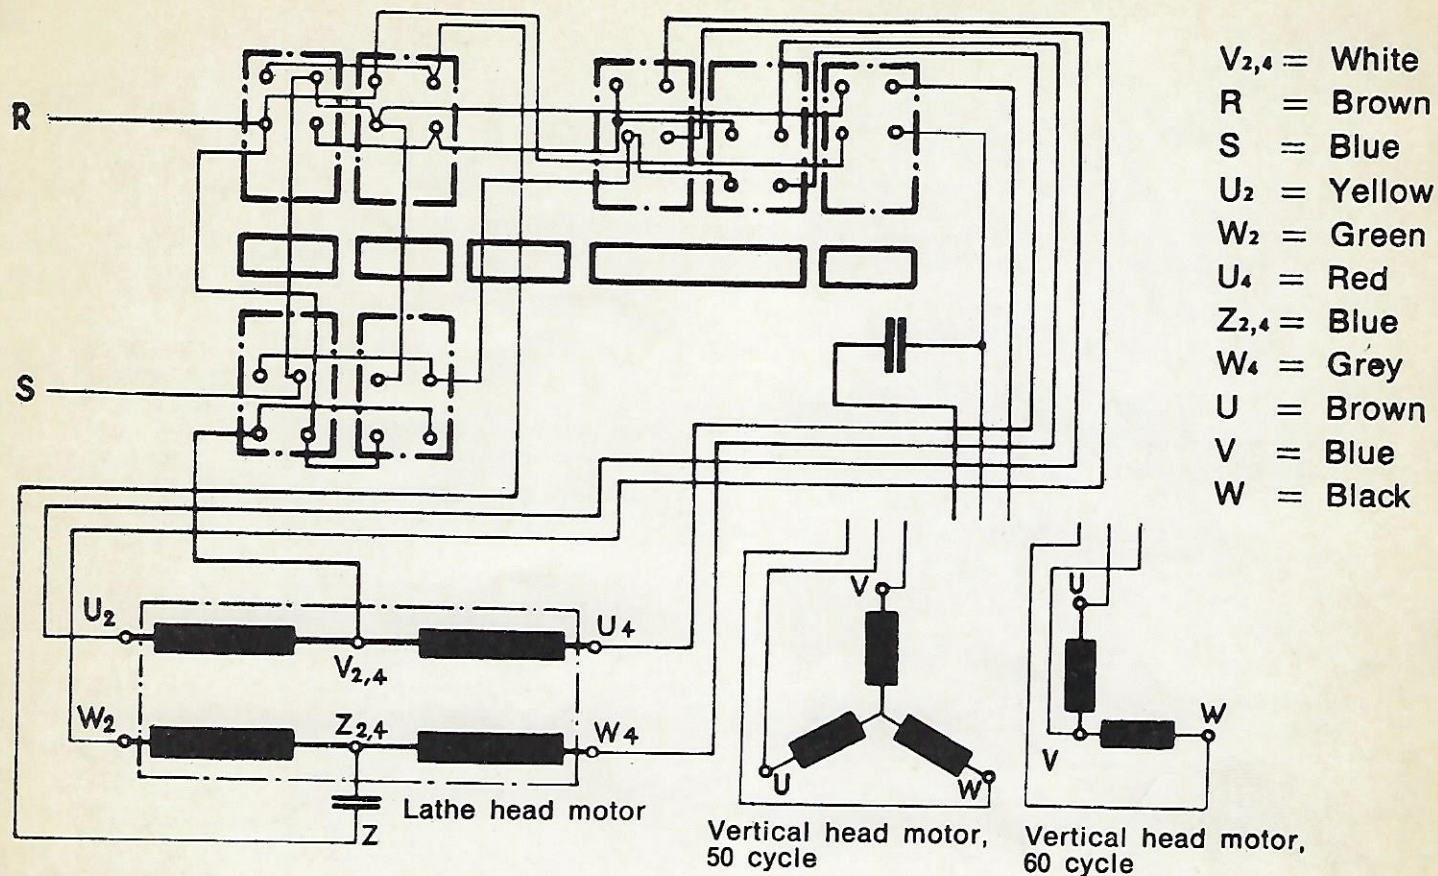 R
S
V2,4 = White
R = Brown
S = Blue
U2 = Yellow
W2 = Green
U4 = Red
Z2,4 = Blue
W4 = Grey
U = Brown
V = Blue
W = Black
U2
V2,4
U4
W2
Z2,4
W4
Z
Lathe head motor
V
U
W
Vertical head motor,
50 cycle
U
V
W
Vertical head motor,
60 cycle